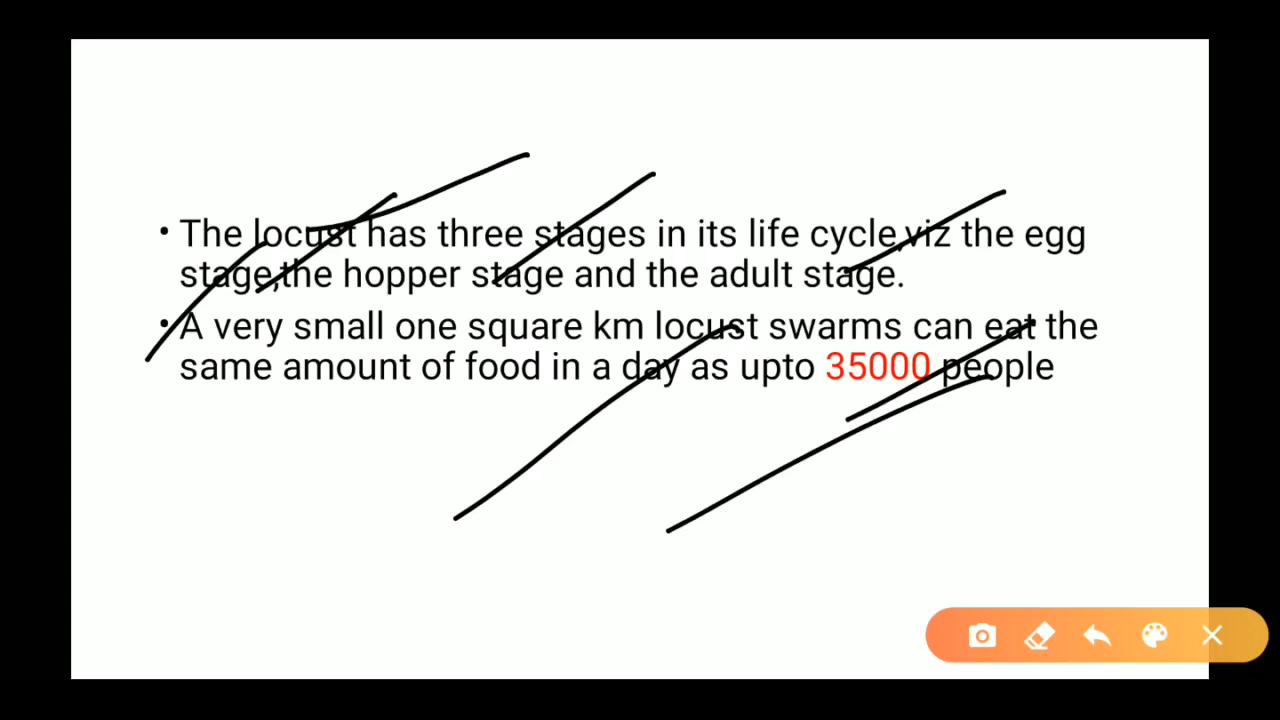 • The locust has three stages in its life cycle,viz the egg
stage,the hopper stage and the adult stage.
• A very small one square km locust swarms can eat the
same amount of food in a day as upto 35000 people